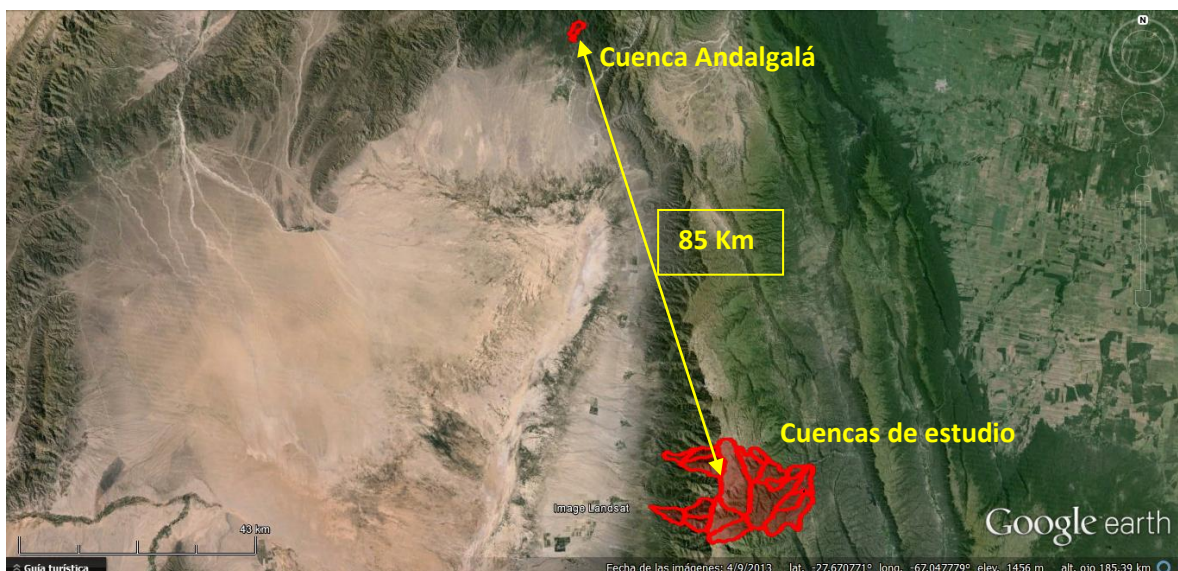 N
Cuenca Andalgalá
85 Km
Cuencas de estudio
Image Landsat
Google earth
43 km
Guía turística
Fecha de las imágenes: 4/9/2013 lat. -27.670771° long. -67.047779° elev. 1456 m alt. ojo 185.39 km